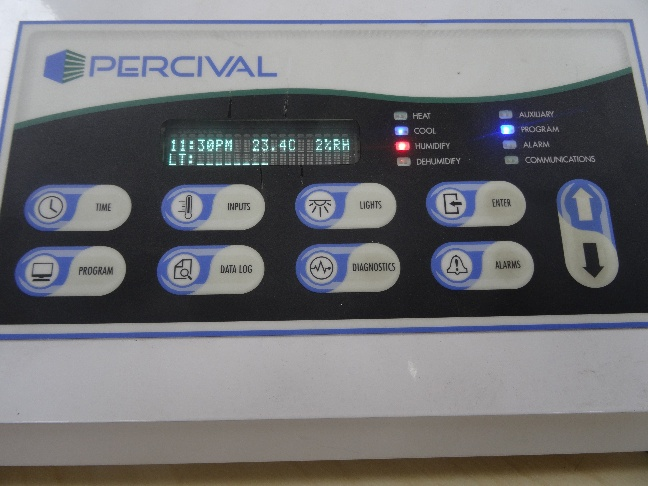 PERCIVAL
11:30PM 23.4C 2%RH
LT:________
HEAT
COOL
HUMIDIFY
DEHUMIDIFY
AUXILIARY
PROGRAM
ALARM
COMMUNICATIONS
TIME
INPUTS
LIGHTS
ENTER
PROGRAM
DATA LOG
DIAGNOSTICS
ALARMS